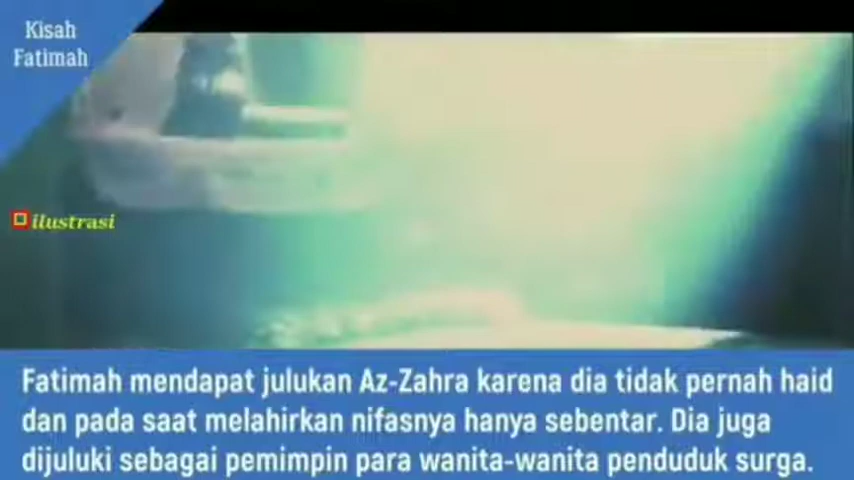 Kisah
Fatimah
ilustrasi
Fatimah mendapat julukan Az-Zahra karena dia tidak pernah haid
dan pada saat melahirkan nifasnya hanya sebentar. Dia juga
dijuluki sebagai pemimpin para wanita-wanita penduduk surga.